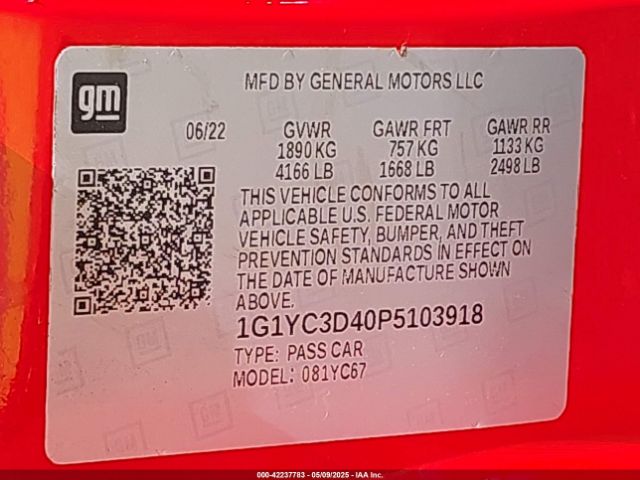 gm
MFD BY GENERAL MOTORS LLC
06/22 GVWR GAWR FRT GAWR RR
1890 KG 757 KG 1133 KG
4166 LB 1668 LB 2498 LB
THIS VEHICLE CONFORMS TO ALL
APPLICABLE U.S. FEDERAL MOTOR
VEHICLE SAFETY, BUMPER, AND THEFT
PREVENTION STANDARDS IN EFFECT ON
THE DATE OF MANUFACTURE SHOWN
ABOVE.
1G1YC3D40P5103918
TYPE: PASS CAR
MODEL: 081YC67
000-42237783 - 05/09/2025 - IAA Inc.